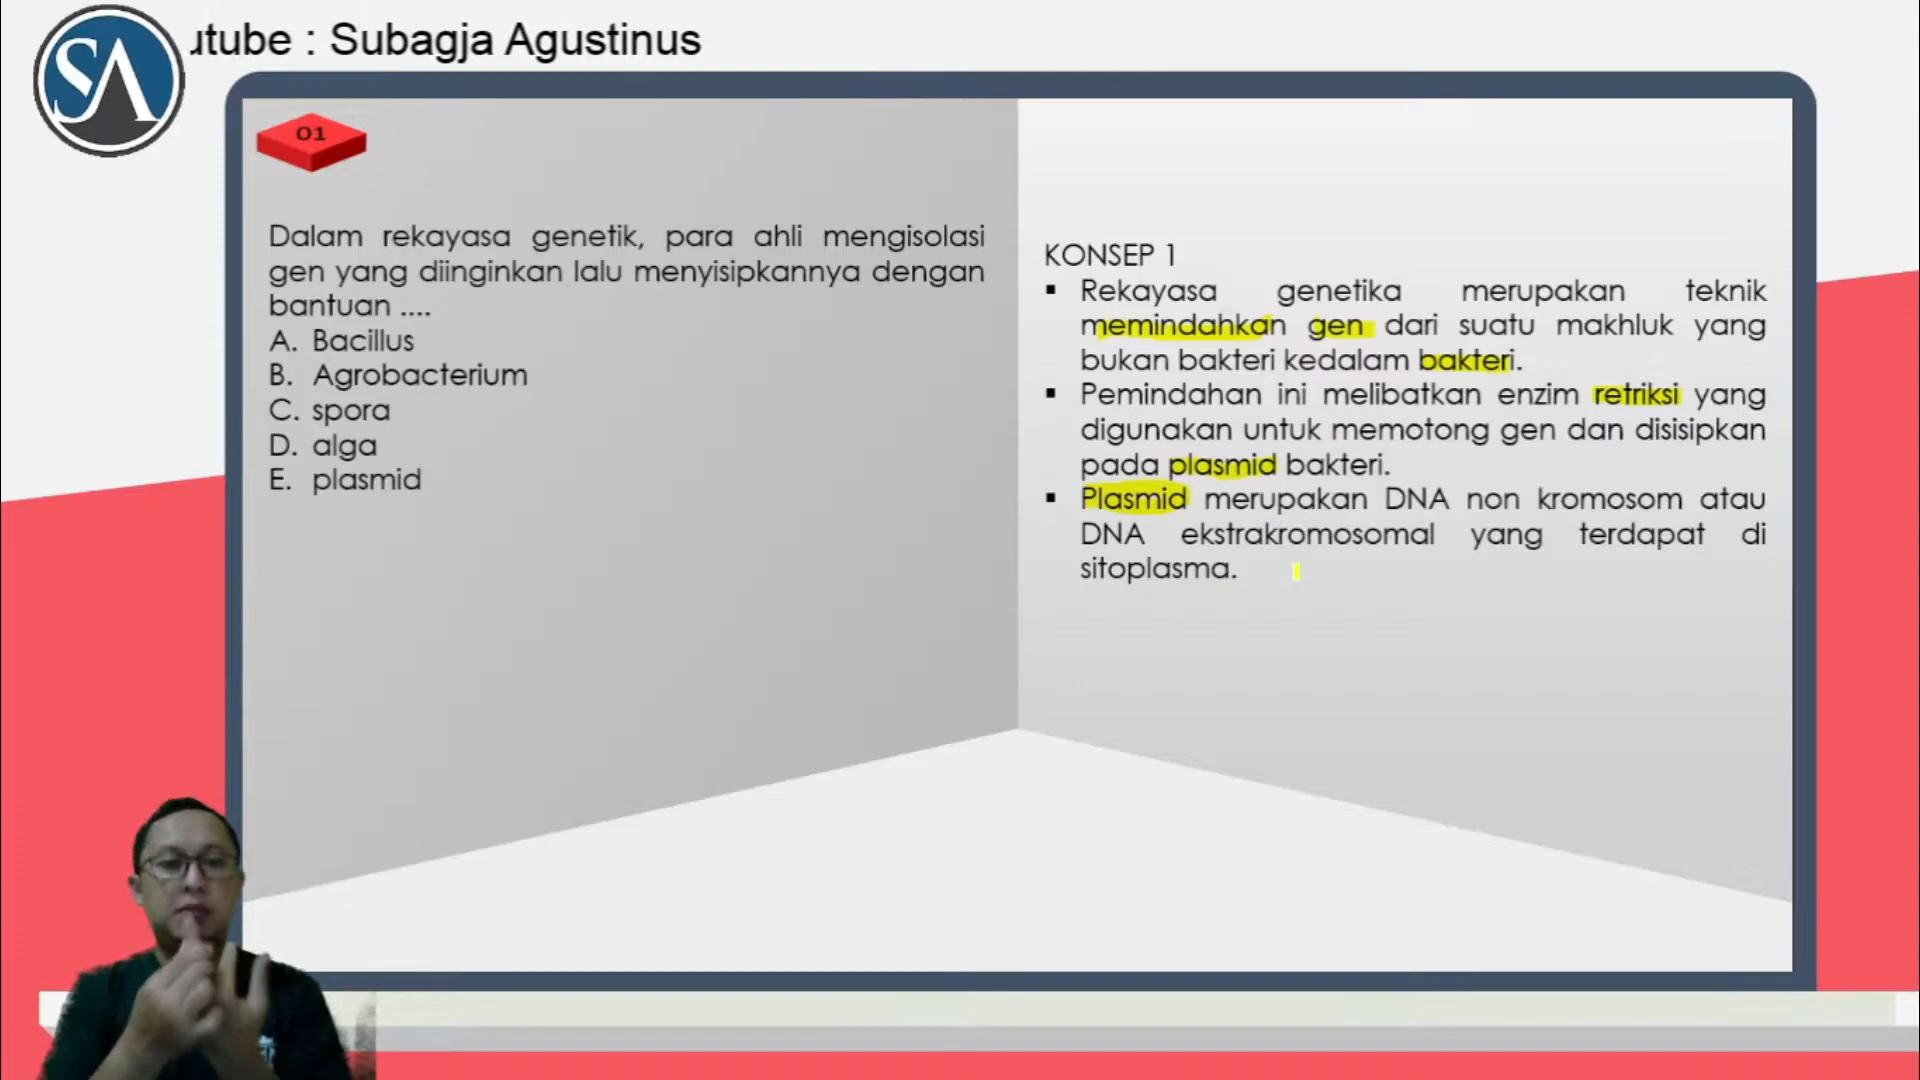 utube : Subagja Agustinus
SA
01
Dalam rekayasa genetik, para ahli mengisolasi
gen yang diinginkan lalu menyisipkannya dengan
bantuan ....
A. Bacillus
B. Agrobacterium
C. spora
D. alga
E. plasmid
KONSEP 1
▪ Rekayasa genetika merupakan teknik
memindahkan gen dari suatu makhluk yang
bukan bakteri kedalam bakteri.
▪ Pemindahan ini melibatkan enzim retriksi yang
digunakan untuk memotong gen dan disisipkan
pada plasmid bakteri.
▪ Plasmid merupakan DNA non kromosom atau
DNA ekstrakromosomal yang terdapat di
sitoplasma.